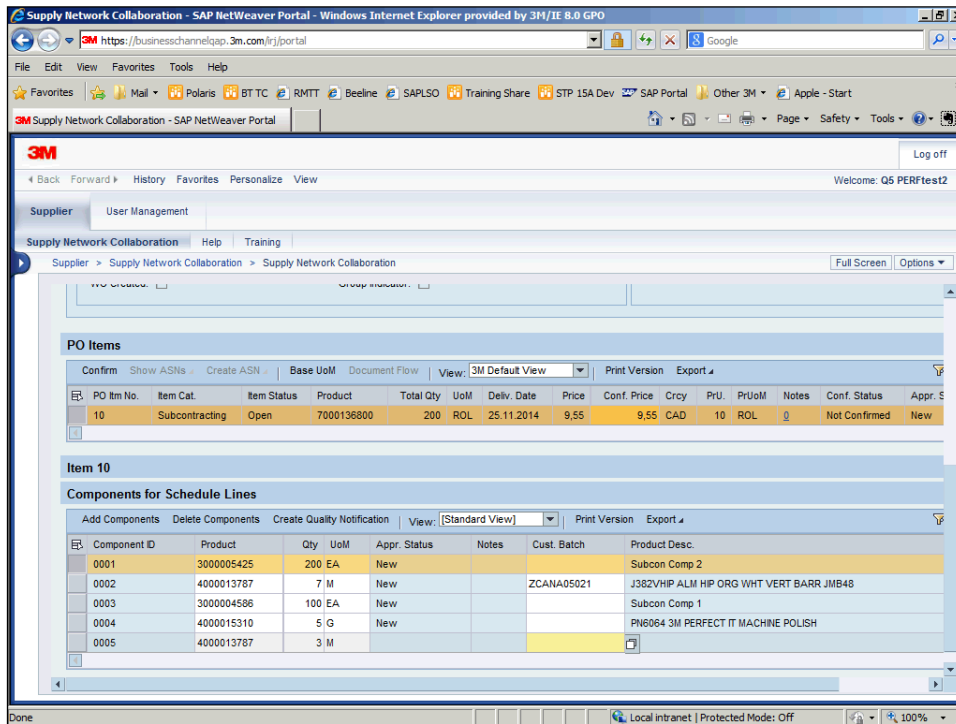 Supply Network Collaboration - SAP NetWeaver Portal - Windows Internet Explorer provided by 3M/IE 8.0 GPO
3M https://businesschannelqap.3m.com/irj/portal Google
File Edit View Favorites Tools Help
Favorites Mail Polaris BT TC RMTT Beeline SAPLSO Training Share STP 15A Dev SAP Portal Other 3M Apple - Start
3M Supply Network Collaboration - SAP NetWeaver Portal Page Safety Tools
3M Log off
Back Forward History Favorites Personalize View Welcome: Q5 PERFtest2
Supplier User Management
Supply Network Collaboration Help Training
Supplier > Supply Network Collaboration > Supply Network Collaboration Full Screen Options
WO Created: Group Indicator:
PO Items
Confirm Show ASNs Create ASN Base UoM Document Flow View: 3M Default View Print Version Export
PO Itm No. Item Cat. Item Status Product Total Qty UoM Deliv. Date Price Conf. Price Crcy PrU. PrUoM Notes Conf. Status Appr. S
10 Subcontracting Open 7000136800 200 ROL 25.11.2014 9,55 9,55 CAD 10 ROL 0 Not Confirmed New
Item 10
Components for Schedule Lines
Add Components Delete Components Create Quality Notification View: [Standard View] Print Version Export
Component ID Product Qty UoM Appr. Status Notes Cust. Batch Product Desc.
0001 3000005425 200 EA New Subcon Comp 2
0002 4000013787 7 M New ZCANA05021 J382VHIP ALM HIP ORG WHT VERT BARR JMB48
0003 3000004586 100 EA New Subcon Comp 1
0004 4000015310 5 G New PN6064 3M PERFECT IT MACHINE POLISH
0005 4000013787 3 M
Done Local intranet | Protected Mode: Off 100%